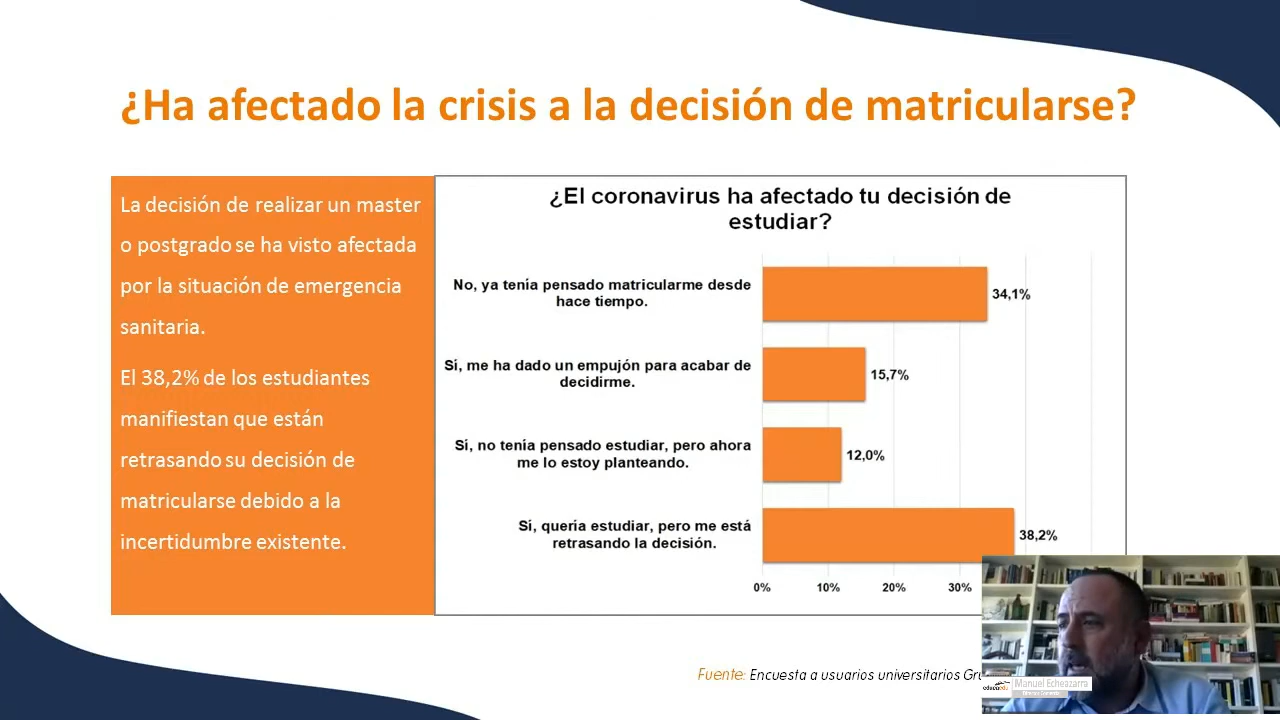 ¿Ha afectado la crisis a la decisión de matricularse?
La decisión de realizar un master
o postgrado se ha visto afectada
por la situación de emergencia
sanitaria.
El 38,2% de los estudiantes
manifiestan que están
retrasando su decisión de
matricularse debido a la
incertidumbre existente.
¿El coronavirus ha afectado tu decisión de
estudiar?
No, ya tenía pensado matricularme desde
hace tiempo.
34,1%
Sí, me ha dado un empujón para acabar de
decidirme.
15,7%
Sí, no tenía pensado estudiar, pero ahora
me lo estoy planteando.
12,0%
Sí, quería estudiar, pero me está
retrasando la decisión.
38,2%
0% 10% 20% 30%
Fuente: Encuesta a usuarios universitarios
educaedu
Manuel Echeazarra